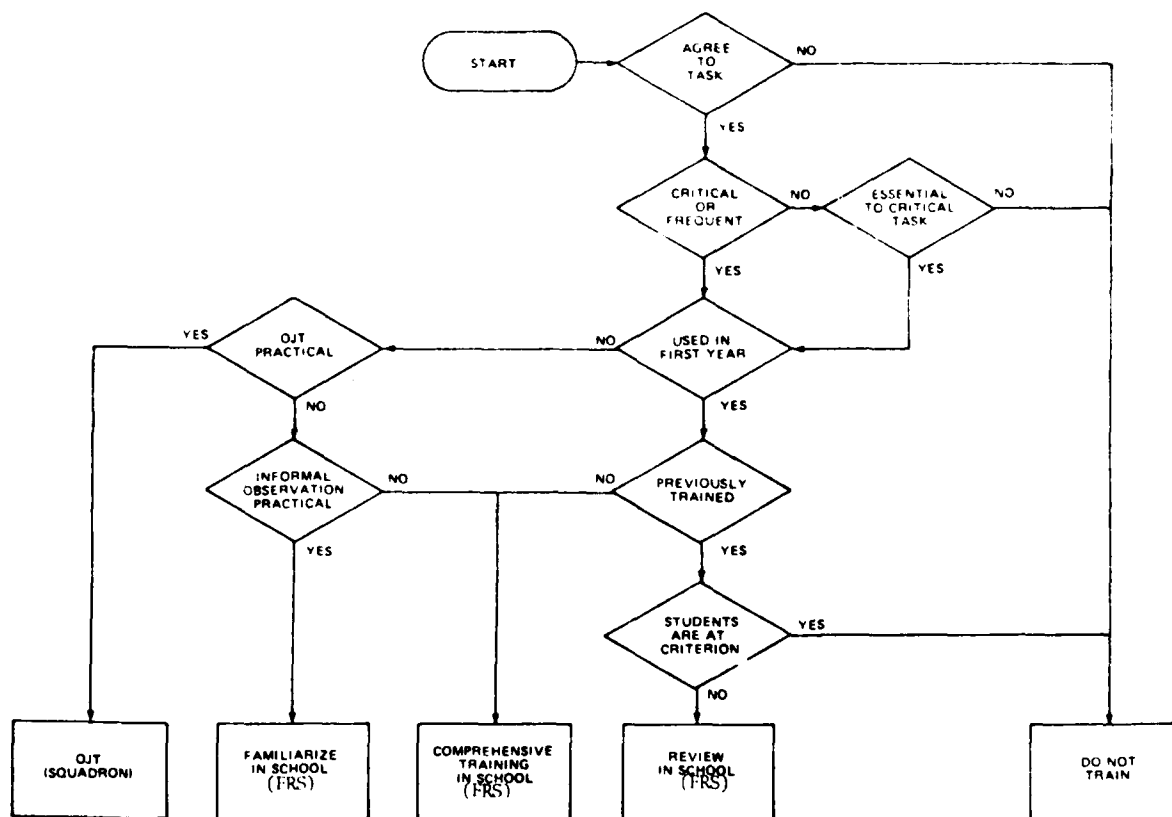 START
AGREE
TO
TASK
NO
YES
CRITICAL
OR
FREQUENT
NO
ESSENTIAL
TO CRITICAL
TASK
NO
YES
YES
YES
OJT
PRACTICAL
NO
USED IN
FIRST YEAR
NO
YES
INFORMAL
OBSERVATION
PRACTICAL
NO
NO
PREVIOUSLY
TRAINED
YES
YES
STUDENTS
ARE AT
CRITERION
YES
NO
OJT
(SQUADRON)
FAMILIARIZE
IN SCHOOL
(FRS)
COMPREHENSIVE
TRAINING
IN SCHOOL
(FRS)
REVIEW
IN SCHOOL
(FRS)
DO NOT
TRAIN